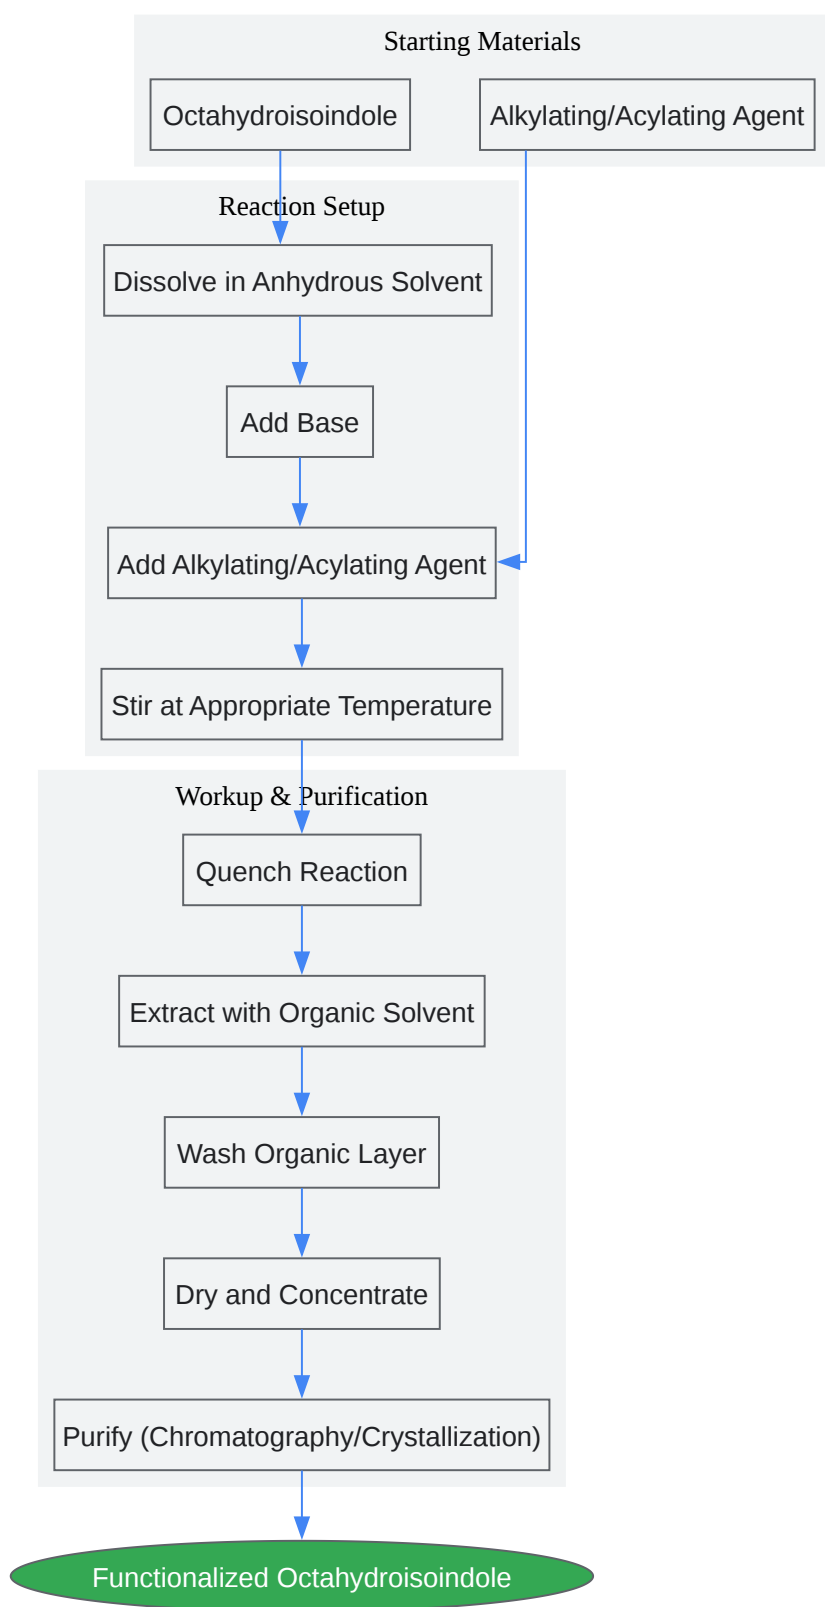 Starting Materials
Octahydroisoindole
Alkylating/Acylating Agent
Reaction Setup
Dissolve in Anhydrous Solvent
Add Base
Add Alkylating/Acylating Agent
Stir at Appropriate Temperature
Workup & Purification
Quench Reaction
Extract with Organic Solvent
Wash Organic Layer
Dry and Concentrate
Purify (Chromatography/Crystallization)
Functionalized Octahydroisoindole